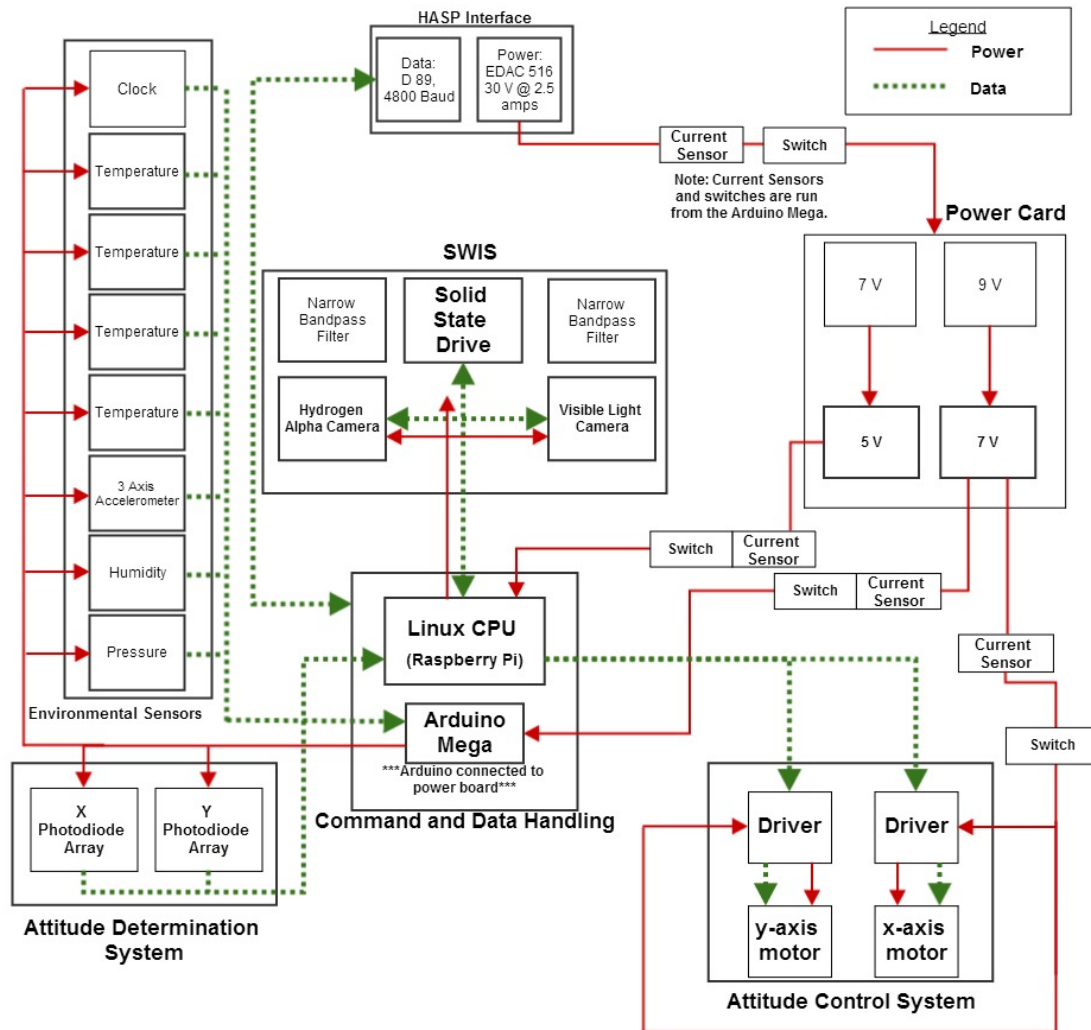 HASP Interface
Data:
D 89,
4800 Baud
Power:
EDAC 516
30 V @ 2.5
amps
Legend
Power
Data
Current
Sensor
Switch
Note: Current Sensors
and switches are run
from the Arduino Mega.
Power Card
7 V
9 V
5 V
7 V
Clock
Temperature
Temperature
Temperature
Temperature
3 Axis
Accelerometer
Humidity
Pressure
Environmental Sensors
SWIS
Narrow
Bandpass
Filter
Solid
State
Drive
Narrow
Bandpass
Filter
Hydrogen
Alpha Camera
Visible Light
Camera
Switch
Current
Sensor
Switch
Current
Sensor
Current
Sensor
Switch
Linux CPU
(Raspberry Pi)
Arduino
Mega
***Arduino connected to
power board***
Command and Data Handling
X
Photodiode
Array
Y
Photodiode
Array
Attitude Determination
System
Driver
Driver
y-axis
motor
x-axis
motor
Attitude Control System